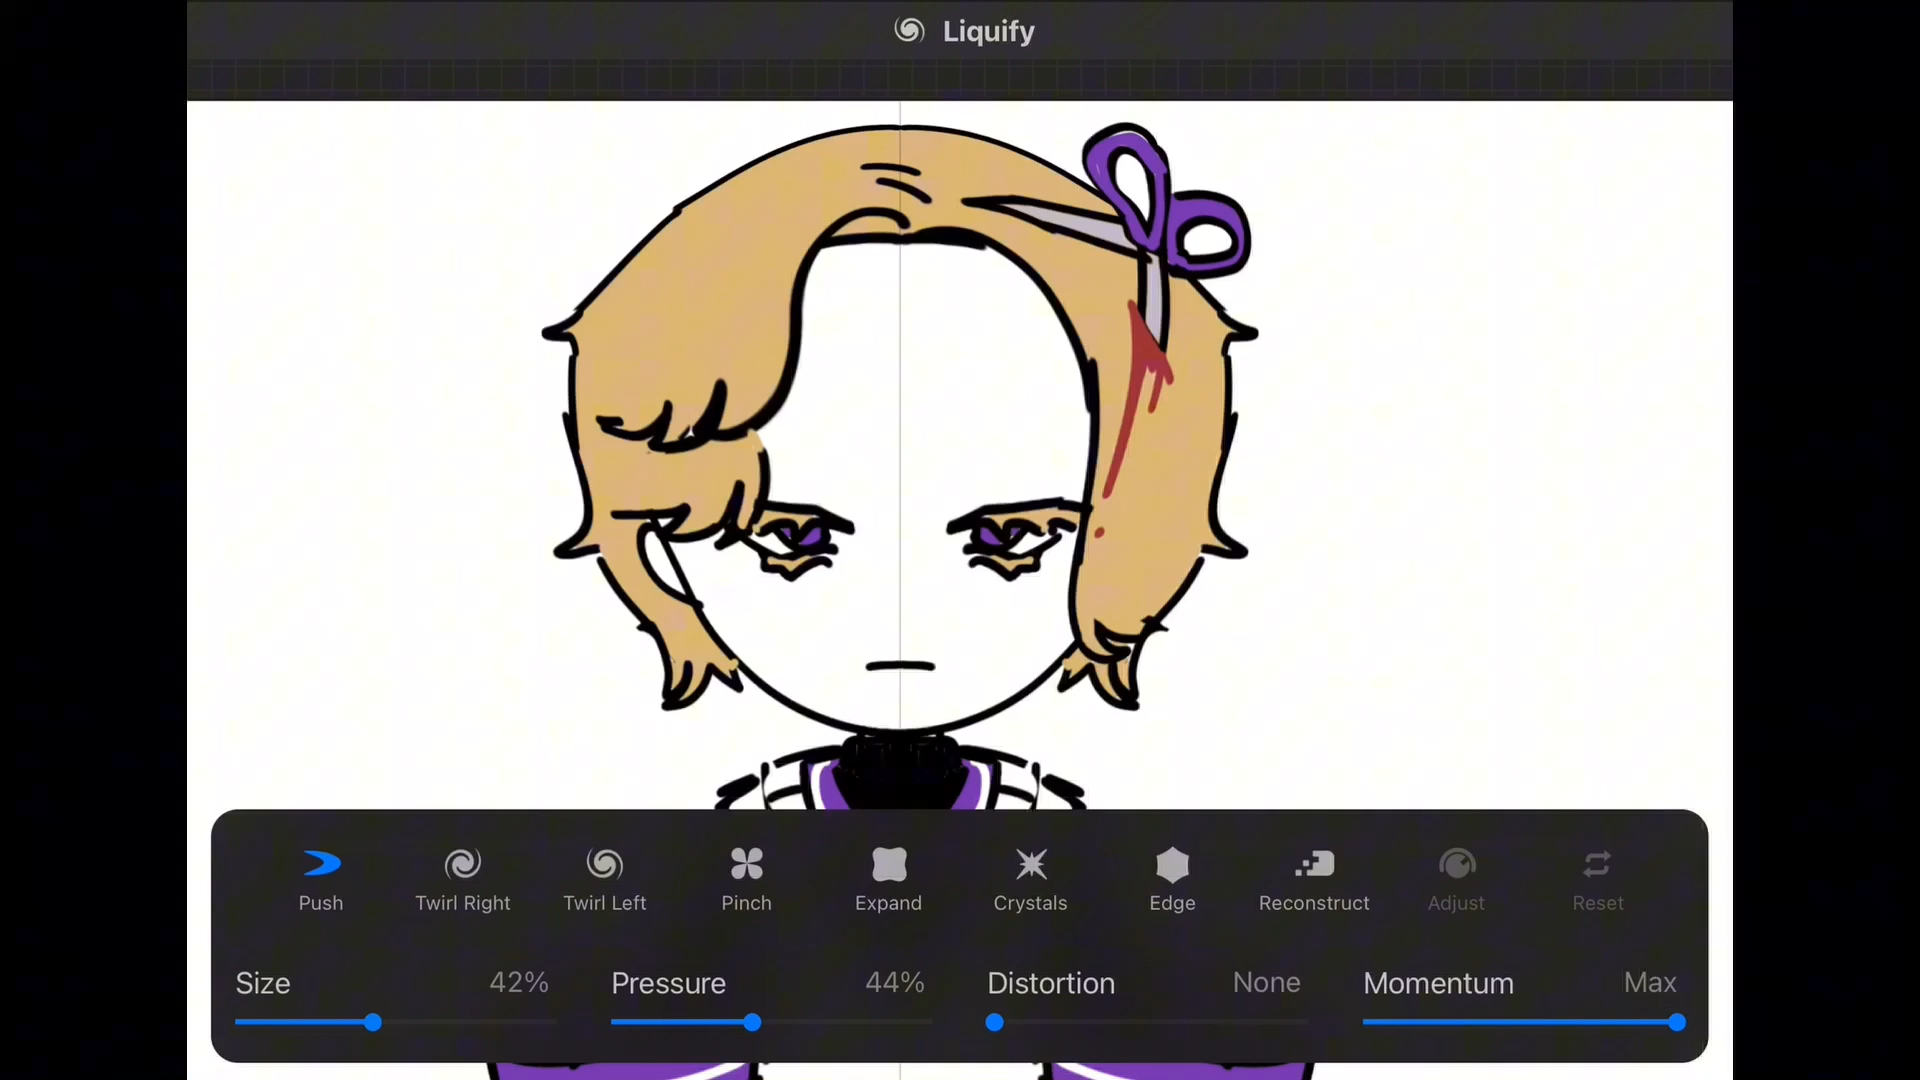 Liquify
Push Twirl Right Twirl Left Pinch Expand Crystals Edge Reconstruct Adjust Reset
Size 42% Pressure 44% Distortion None Momentum Max